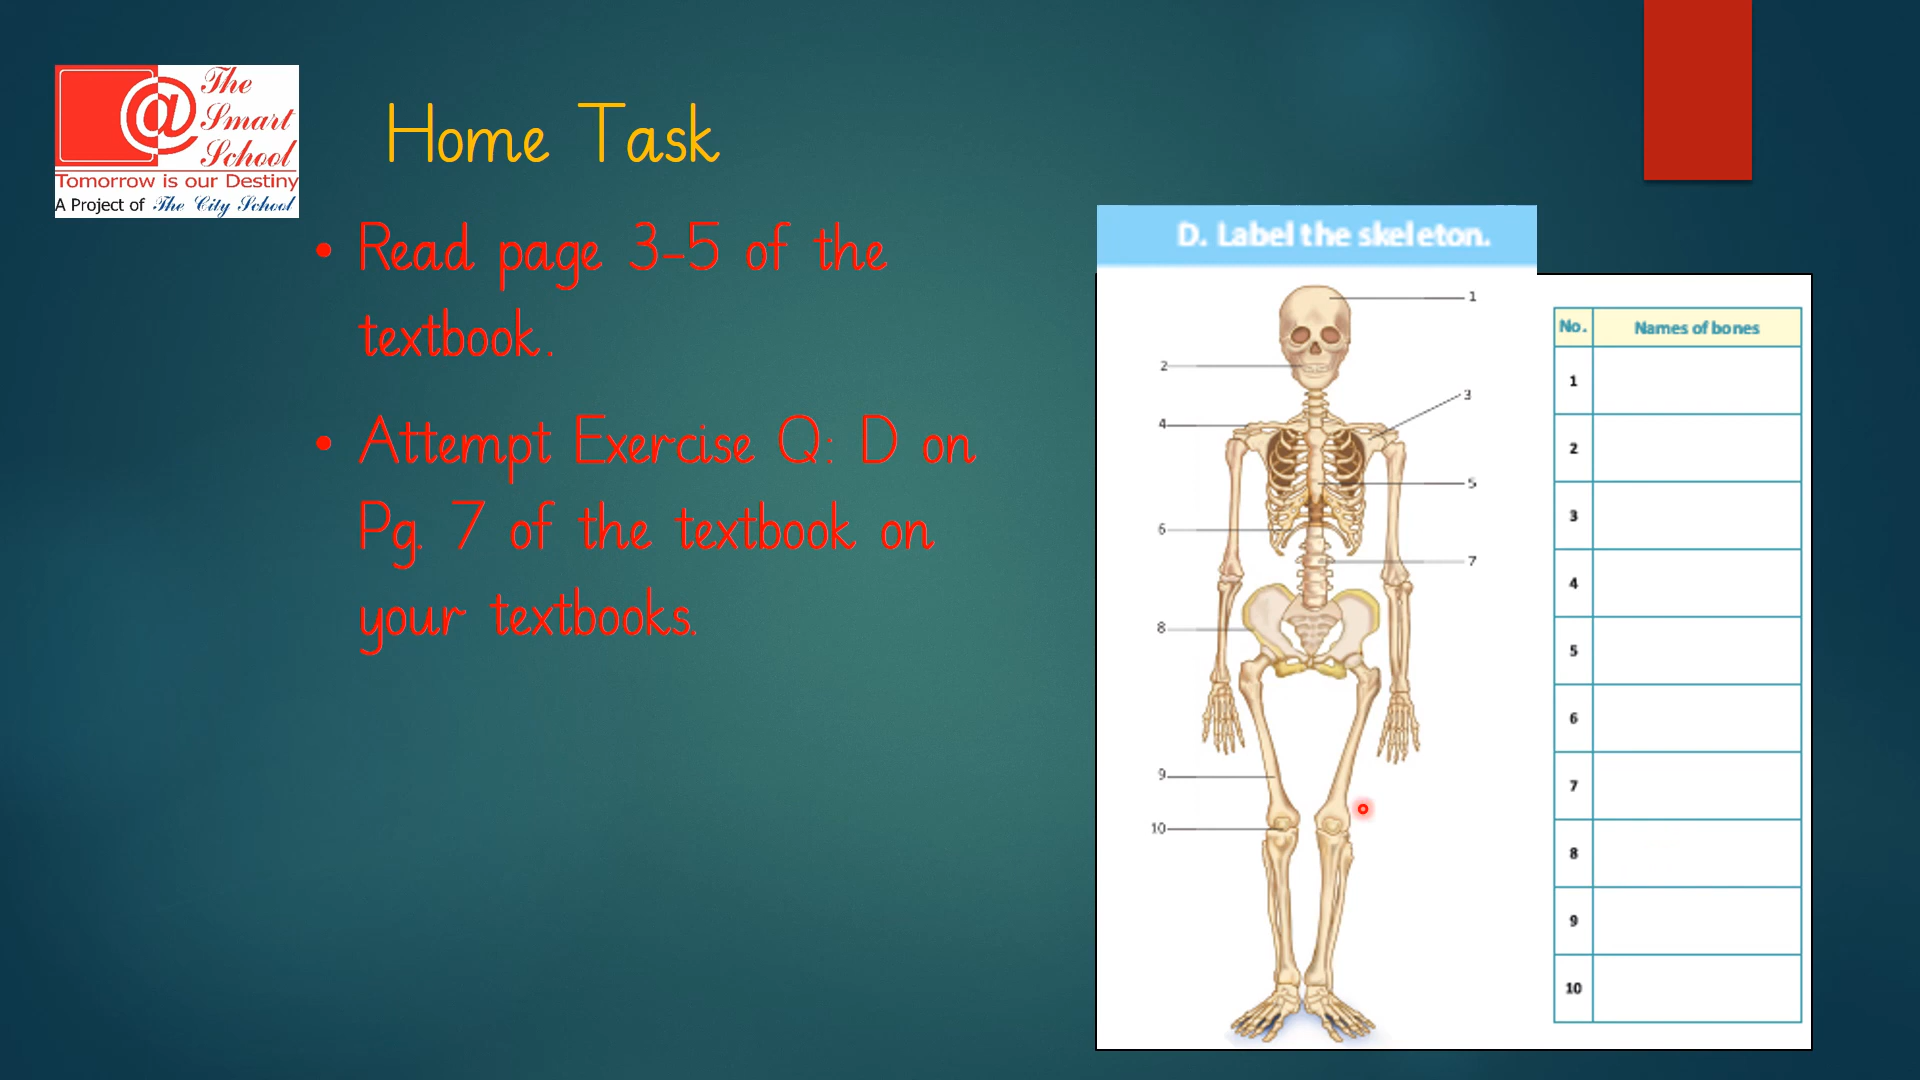 The
Smart
School
Tomorrow is our Destiny
A Project of The City School
Home Task
• Read page 3-5 of the
textbook.
• Attempt Exercise Q: D on
Pg. 7 of the textbook on
your textbooks.
D. Label the skeleton.
1
2
3
4
5
6
7
8
9
10
No. Names of bones
1
2
3
4
5
6
7
8
9
10